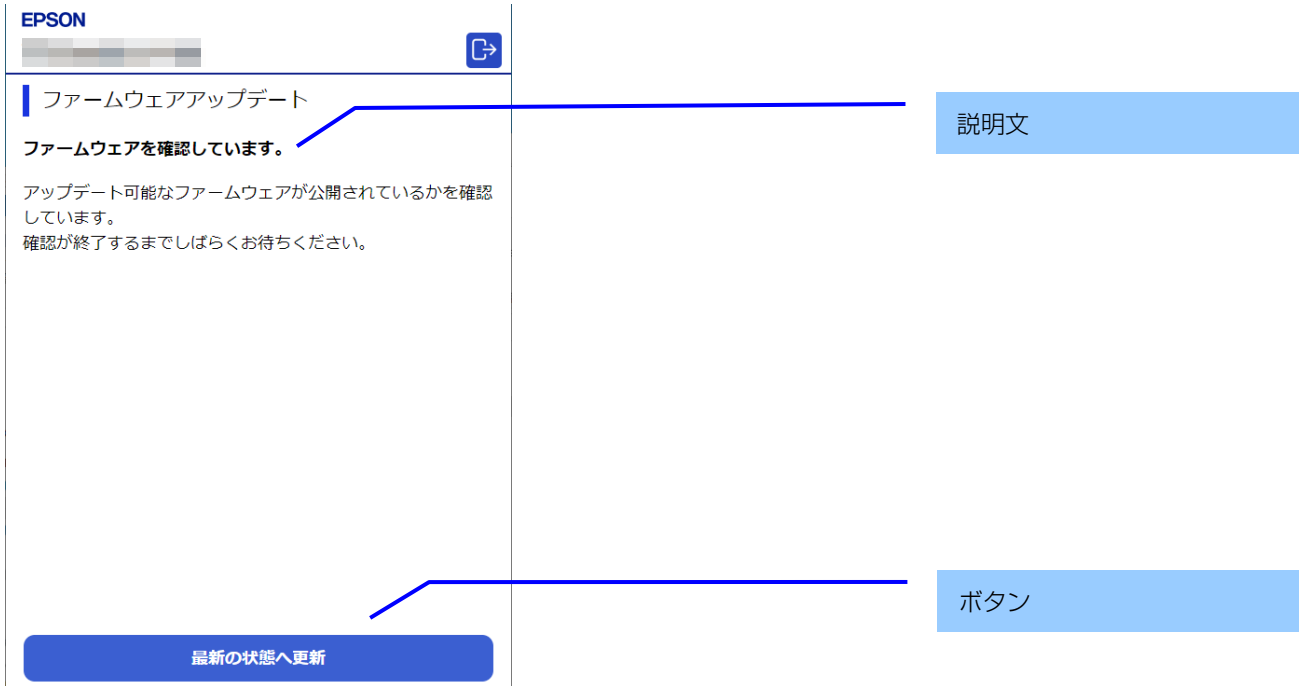 EPSON
ファームウェアアップデート
説明文
ファームウェアを確認しています。
アップデート可能なファームウェアが公開されているかを確認
しています。
確認が終了するまでしばらくお待ちください。
ボタン
最新の状態へ更新